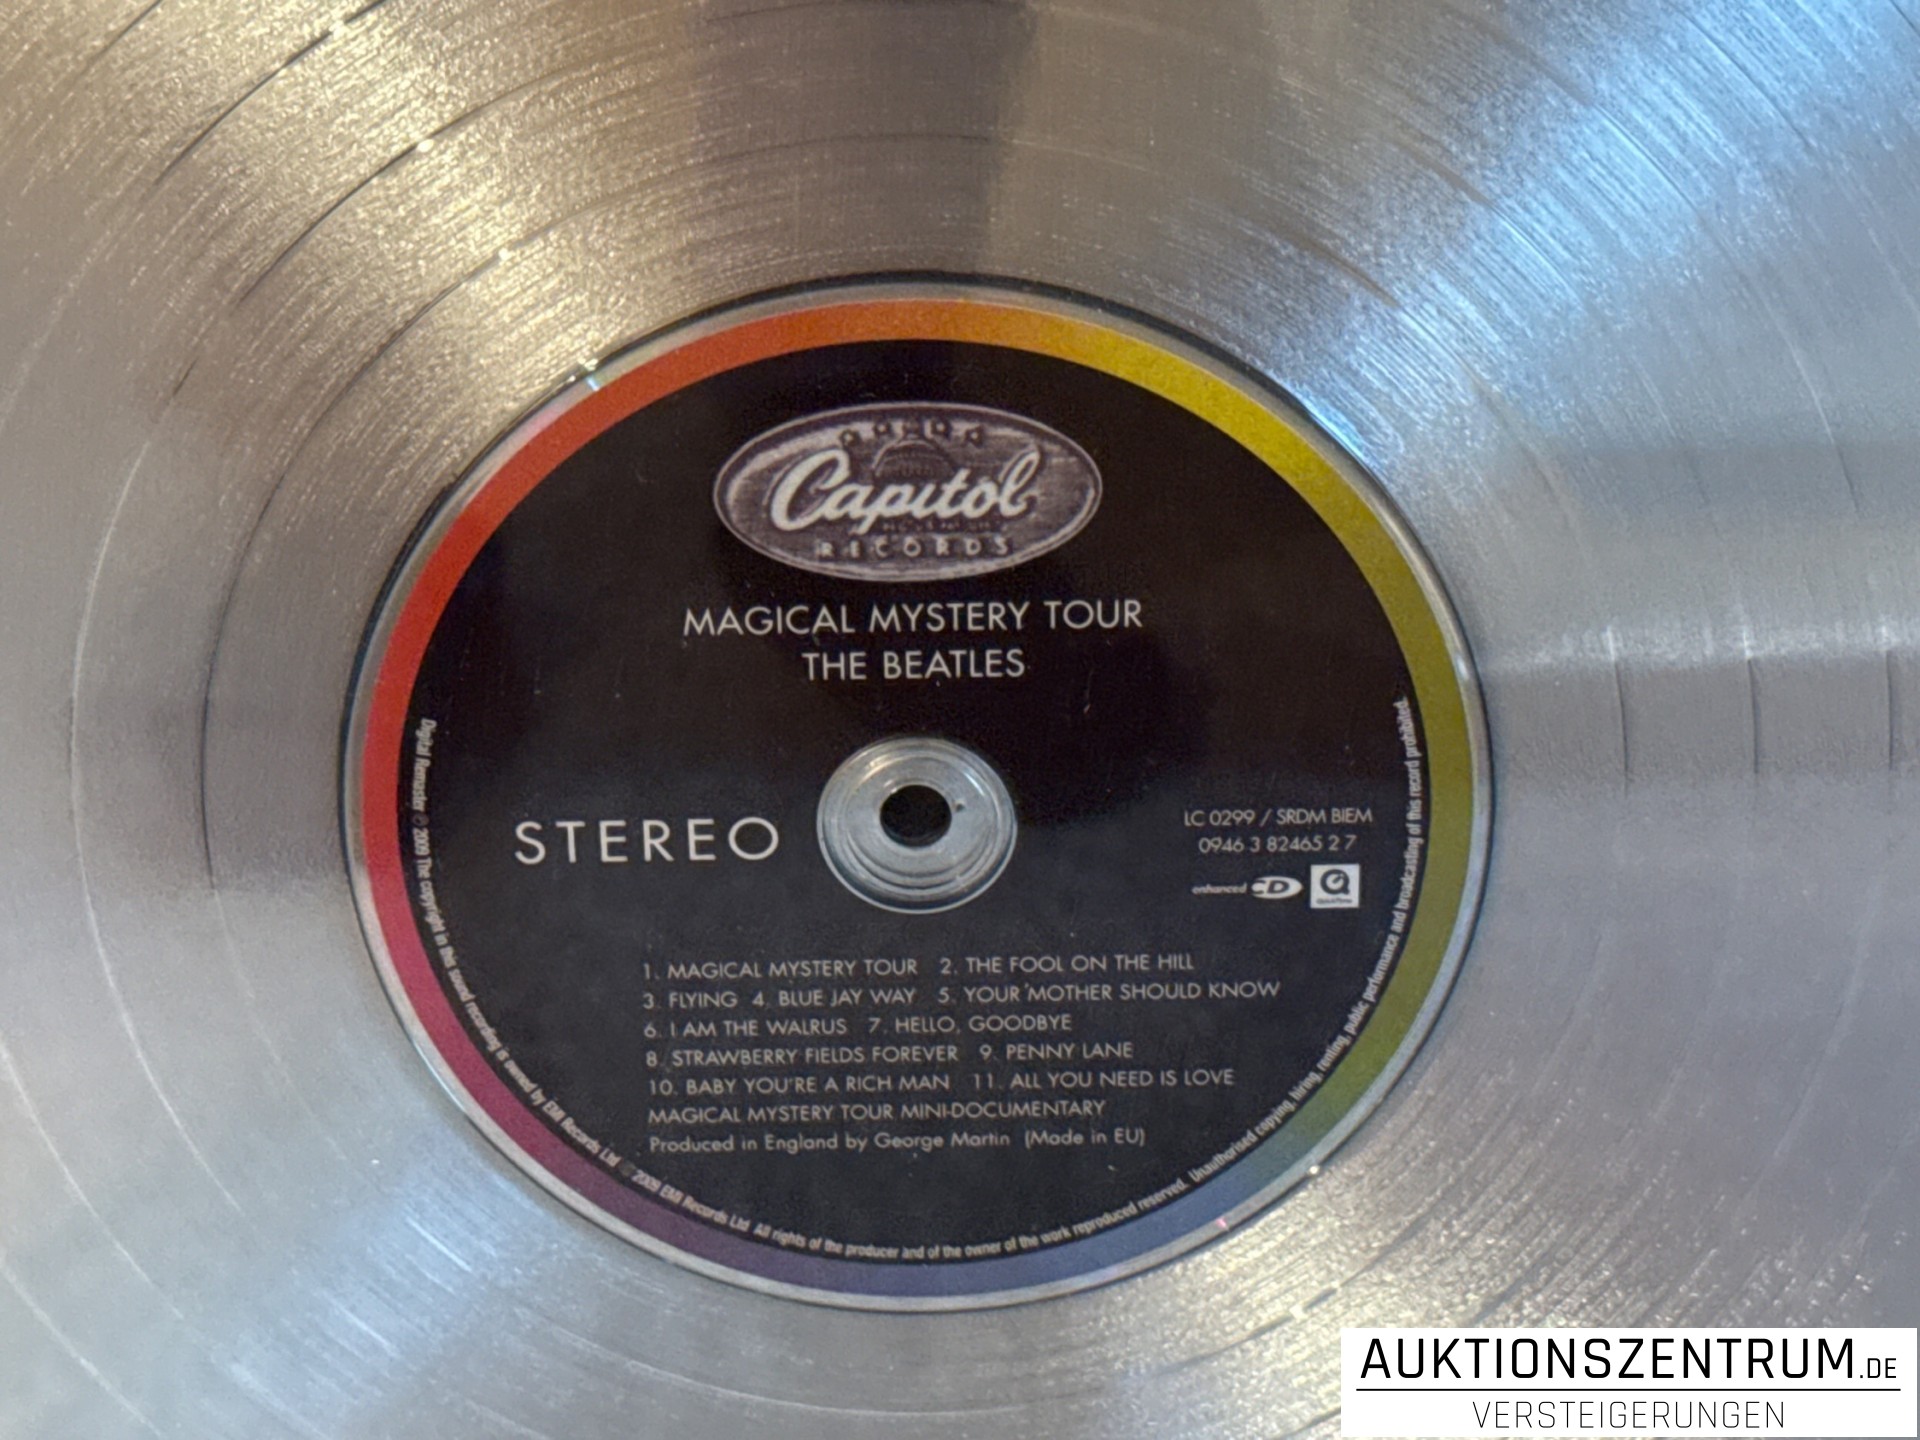 Capitol
RECORDS
MAGICAL MYSTERY TOUR
THE BEATLES
STEREO
LC 0299 / SRDM BIEM
0946 3 82465 2 7
enhanced CD
QuickTime
1. MAGICAL MYSTERY TOUR 2. THE FOOL ON THE HILL
3. FLYING 4. BLUE JAY WAY 5. YOUR MOTHER SHOULD KNOW
6. I AM THE WALRUS 7. HELLO, GOODBYE
8. STRAWBERRY FIELDS FOREVER 9. PENNY LANE
10. BABY YOU'RE A RICH MAN 11. ALL YOU NEED IS LOVE
MAGICAL MYSTERY TOUR MINI-DOCUMENTARY
Produced in England by George Martin (Made in EU)
Digital Remaster ℗ 2009 The copyright in this sound recording is owned by EMI Records Ltd © 2009 EMI Records Ltd All rights of the producer and of the owner of the work reproduced reserved. Unauthorised copying, hiring, renting, public performance and broadcasting of this record prohibited.
AUKTIONSZENTRUM.DE
VERSTEIGERUNGEN